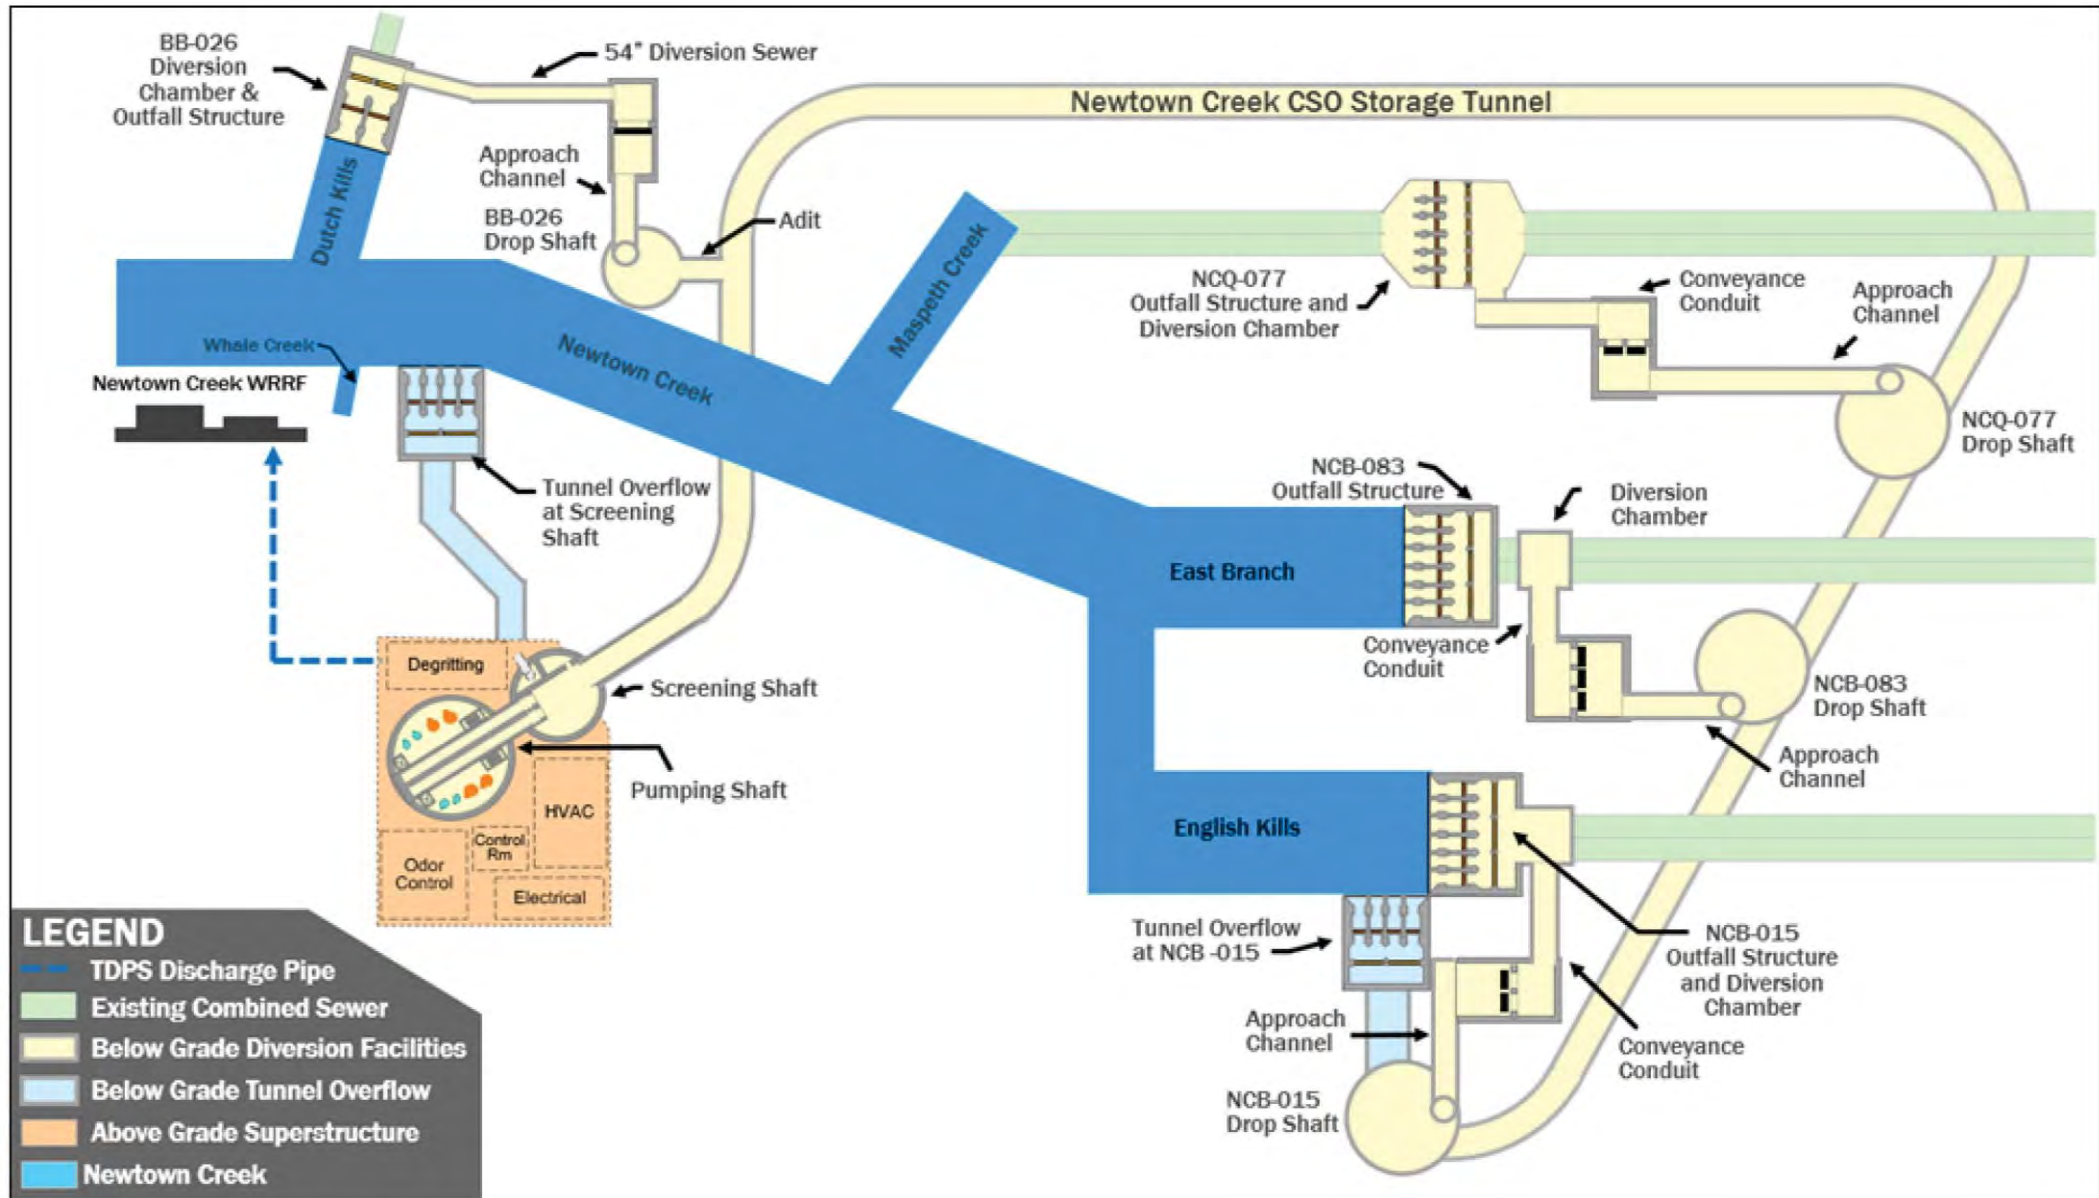 BB-026
Diversion
Chamber &
Outfall Structure
54" Diversion Sewer
Newtown Creek CSO Storage Tunnel
Approach
Channel
BB-026
Drop Shaft
Adit
Dutch Kills
Maspeth Creek
NCQ-077
Outfall Structure and
Diversion Chamber
Conveyance
Conduit
Approach
Channel
Whale Creek
Newtown Creek
Newtown Creek WRRF
NCQ-077
Drop Shaft
Tunnel Overflow
at Screening
Shaft
NCB-083
Outfall Structure
Diversion
Chamber
East Branch
Conveyance
Conduit
Degritting
Screening Shaft
NCB-083
Drop Shaft
Approach
Channel
Pumping Shaft
HVAC
Control
Rm
Odor
Control
Electrical
English Kills
Tunnel Overflow
at NCB -015
NCB-015
Outfall Structure
and Diversion
Chamber
Approach
Channel
Conveyance
Conduit
NCB-015
Drop Shaft
LEGEND
TDPS Discharge Pipe
Existing Combined Sewer
Below Grade Diversion Facilities
Below Grade Tunnel Overflow
Above Grade Superstructure
Newtown Creek